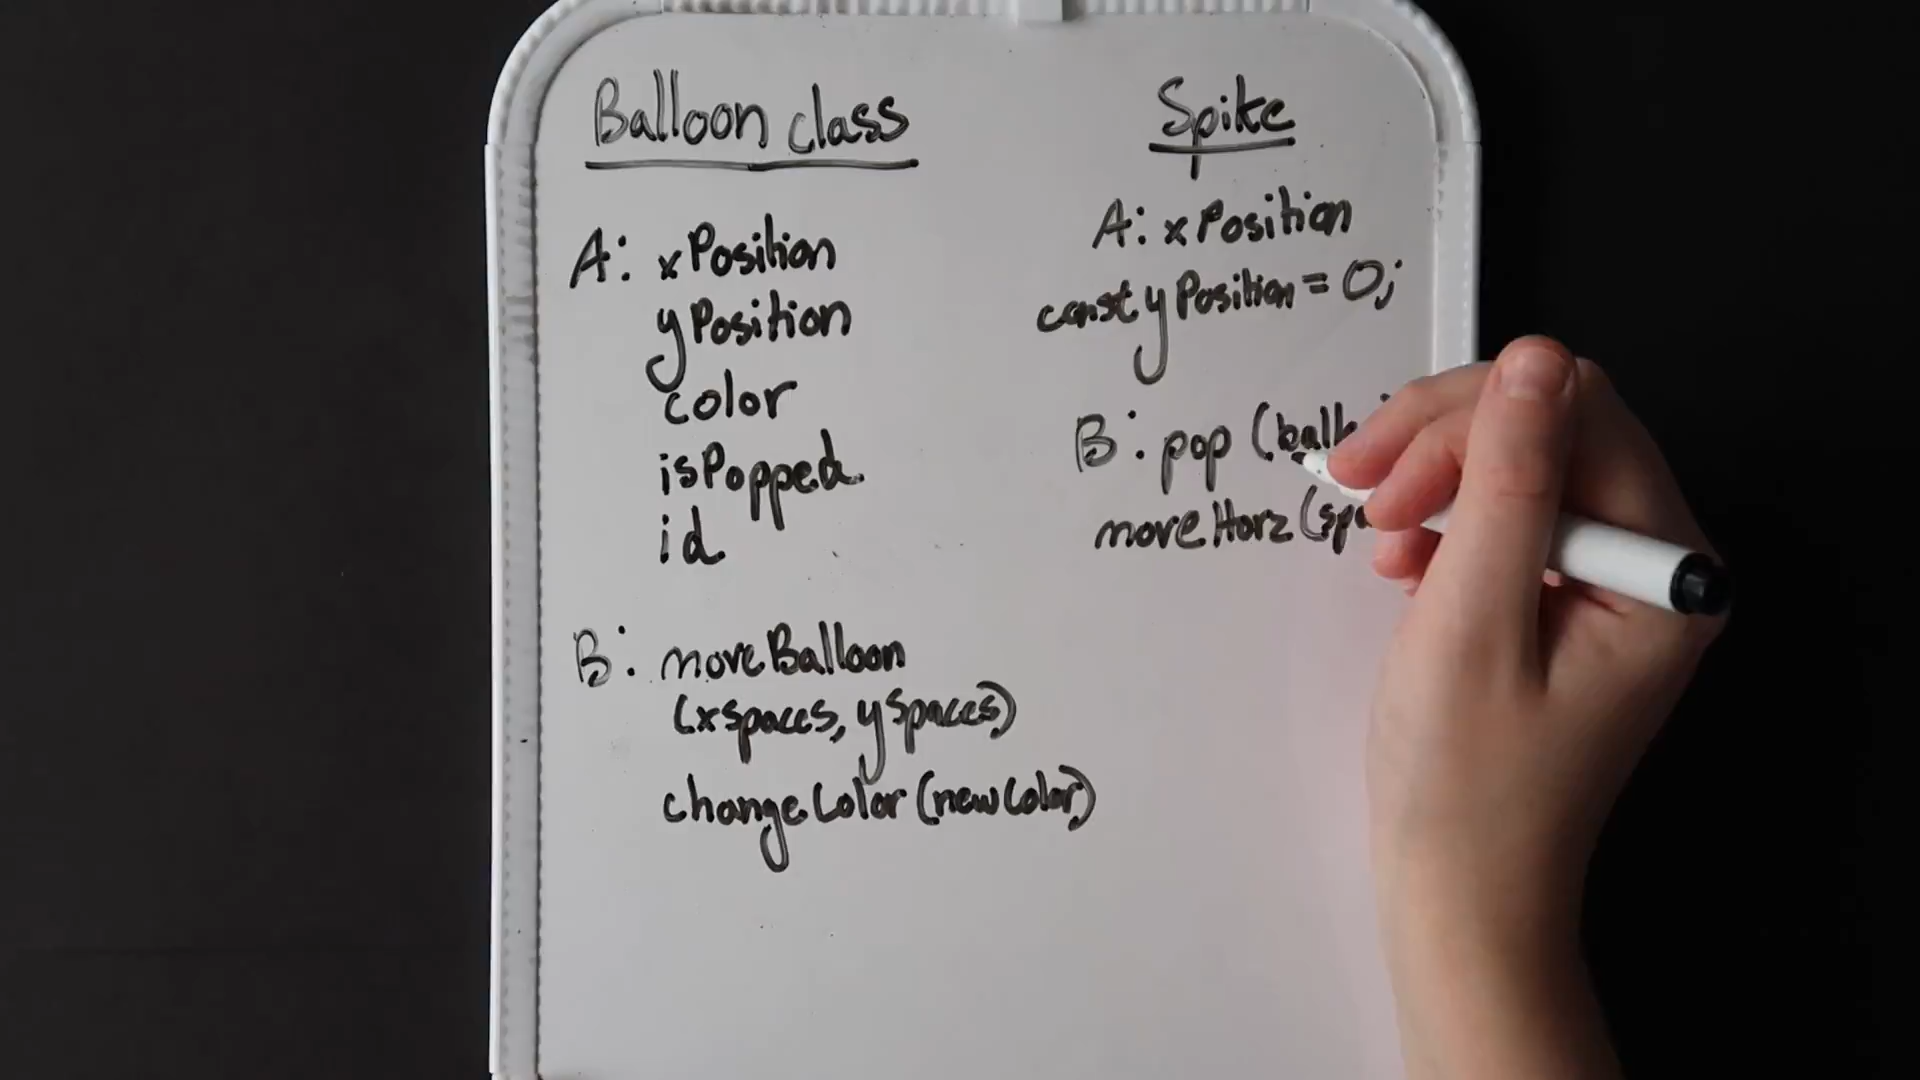 Balloon class
A: xPosition
yPosition
color
isPopped
id
B: moveBalloon
(xspaces, yspaces)
changeColor (newColor)
Spike
A: xPosition
const yPosition = 0;
B: pop (
moveHorz (